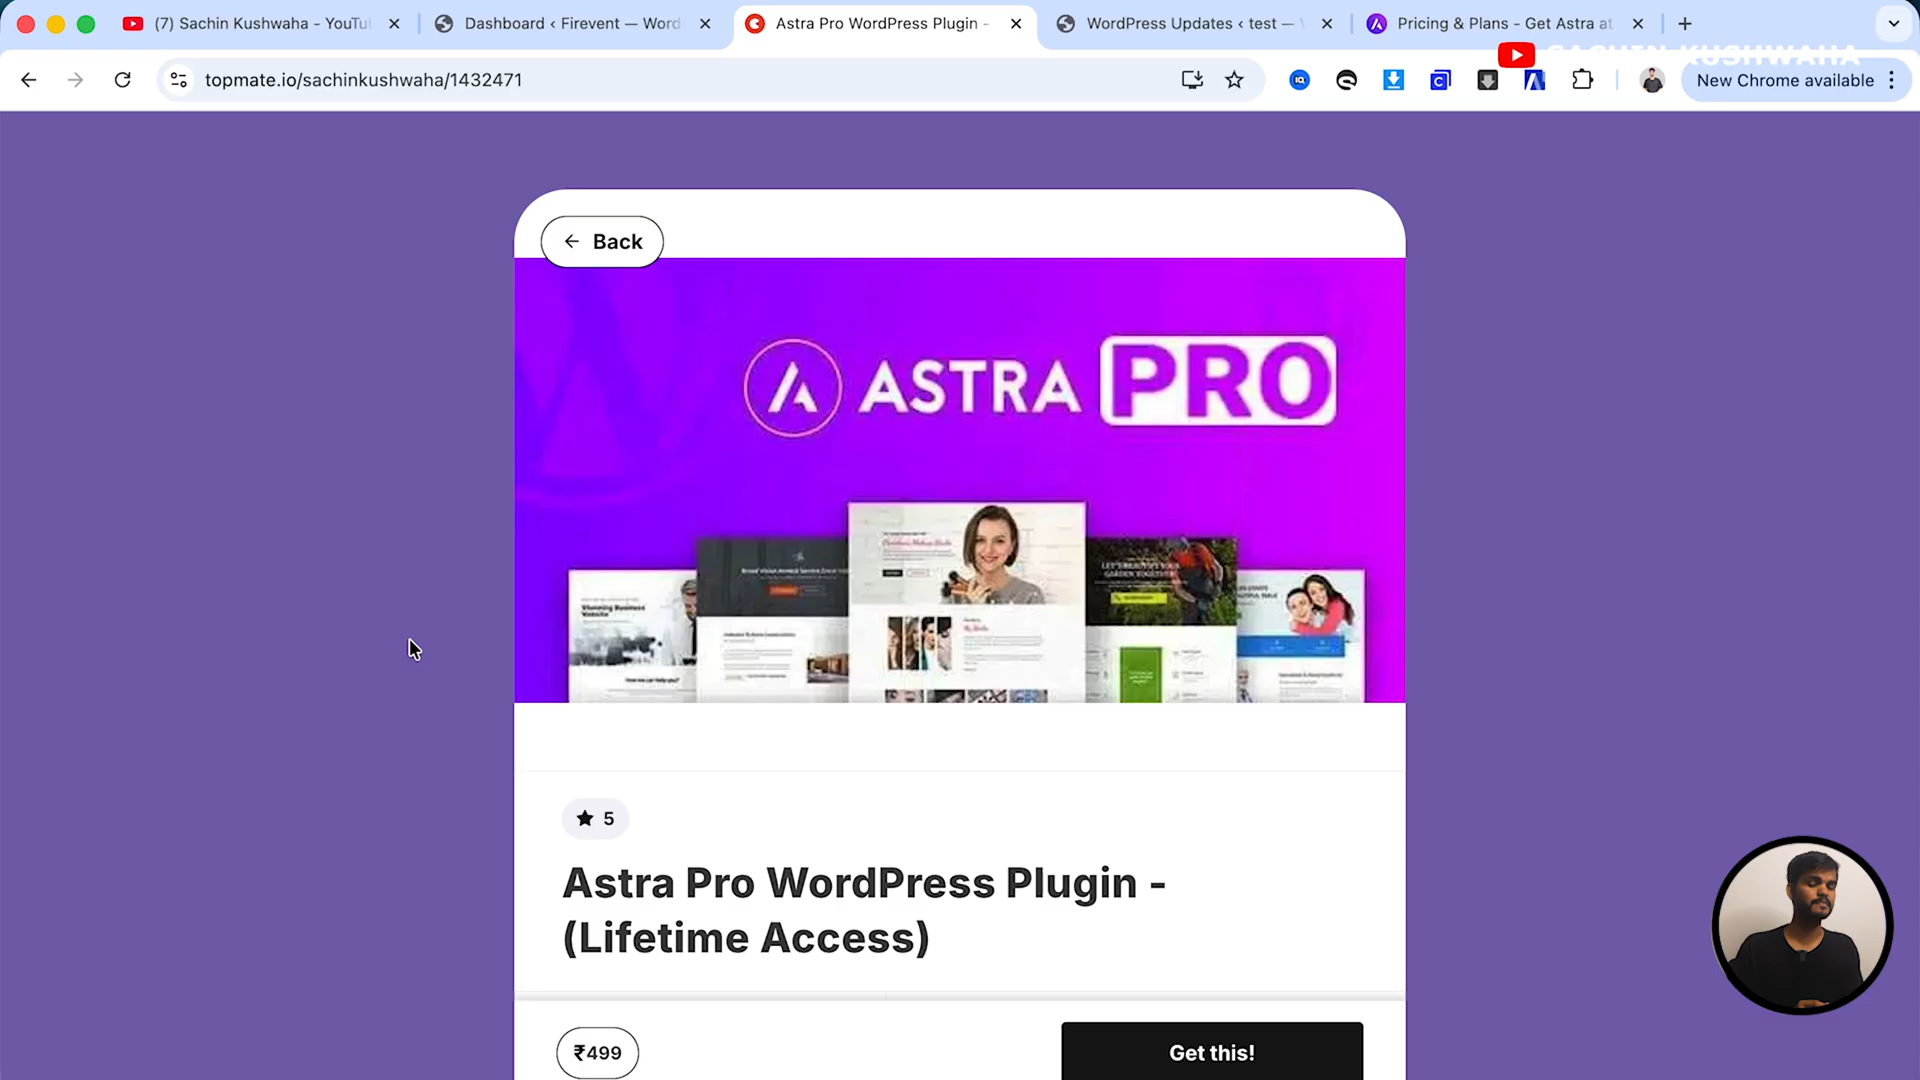 (7) Sachin Kushwaha - YouTu
Dashboard ‹ Firevent — Word
Astra Pro WordPress Plugin -
WordPress Updates ‹ test —
Pricing & Plans - Get Astra at
SACHIN KUSHWAHA
topmate.io/sachinkushwaha/1432471
New Chrome available
← Back
ASTRA PRO
5
Astra Pro WordPress Plugin -
(Lifetime Access)
₹499
Get this!